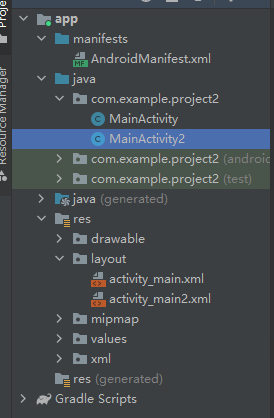 Proje
Resource Manager
app
manifests
AndroidManifest.xml
java
com.example.project2
MainActivity
MainActivity2
com.example.project2 (android
com.example.project2 (test)
java (generated)
res
drawable
layout
activity_main.xml
activity_main2.xml
mipmap
values
xml
res (generated)
Gradle Scripts